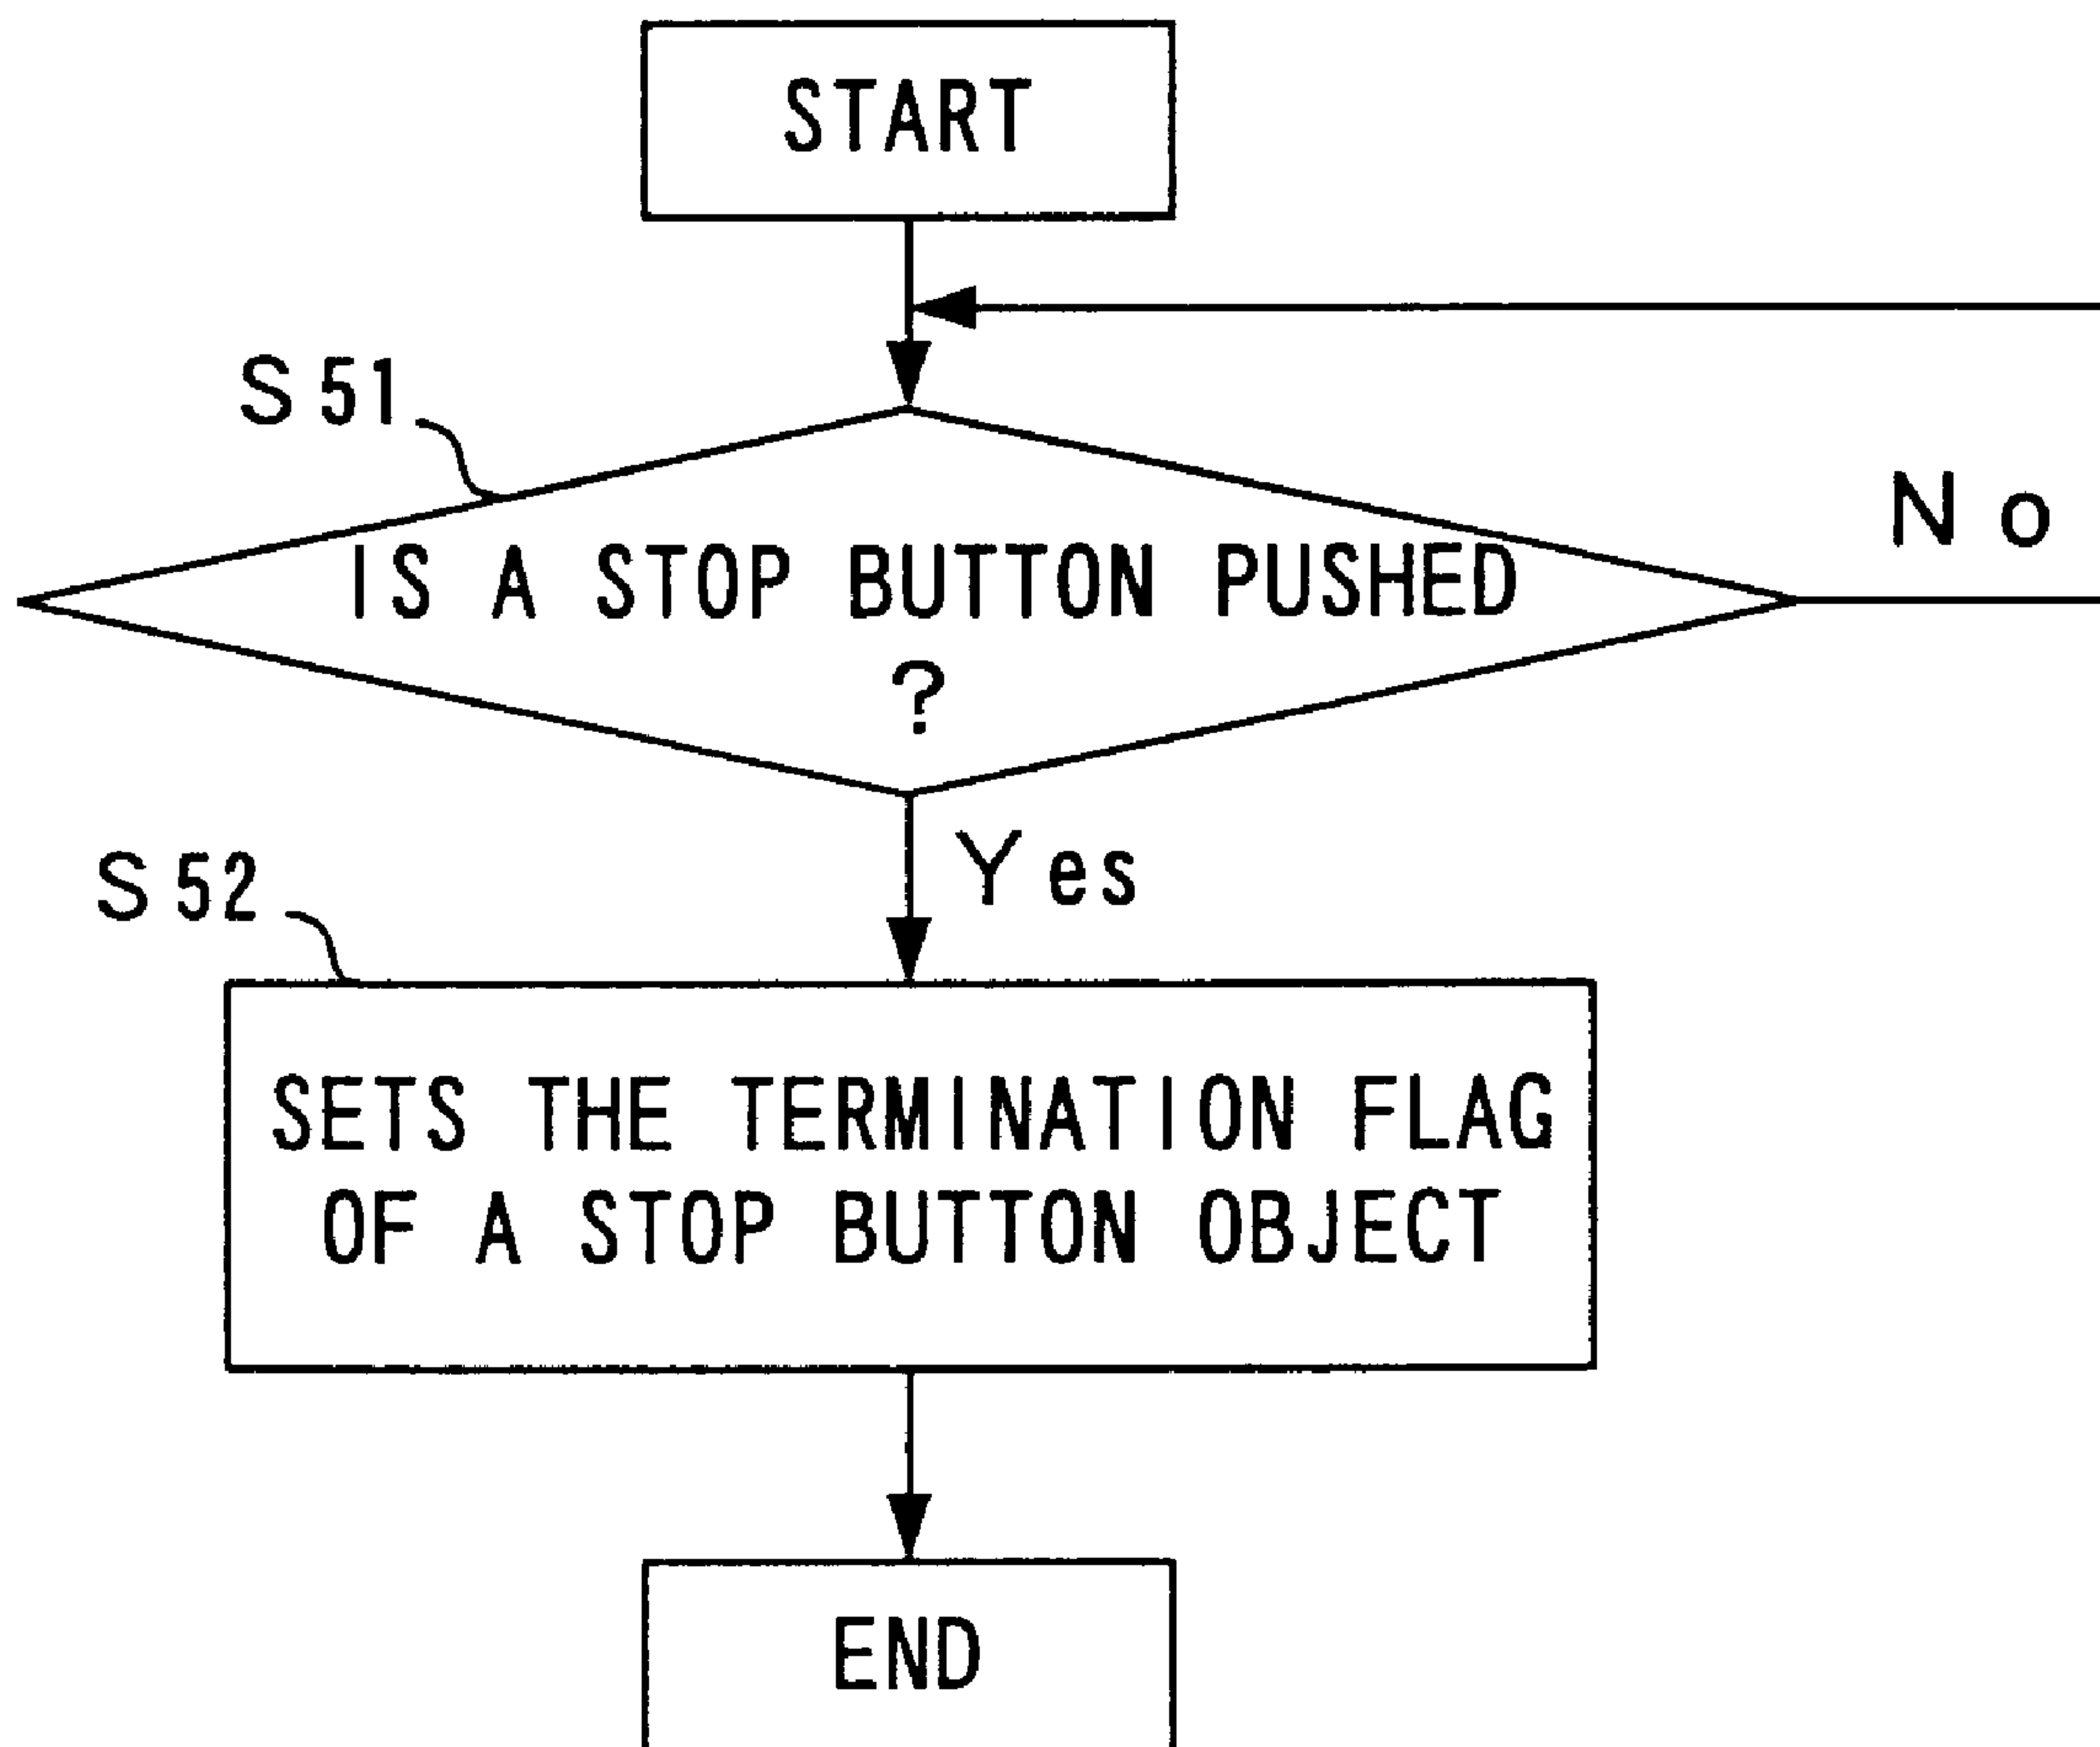 START
S51
IS A STOP BUTTON PUSHED
?
No
Yes
S52
SETS THE TERMINATION FLAG
OF A STOP BUTTON OBJECT
END